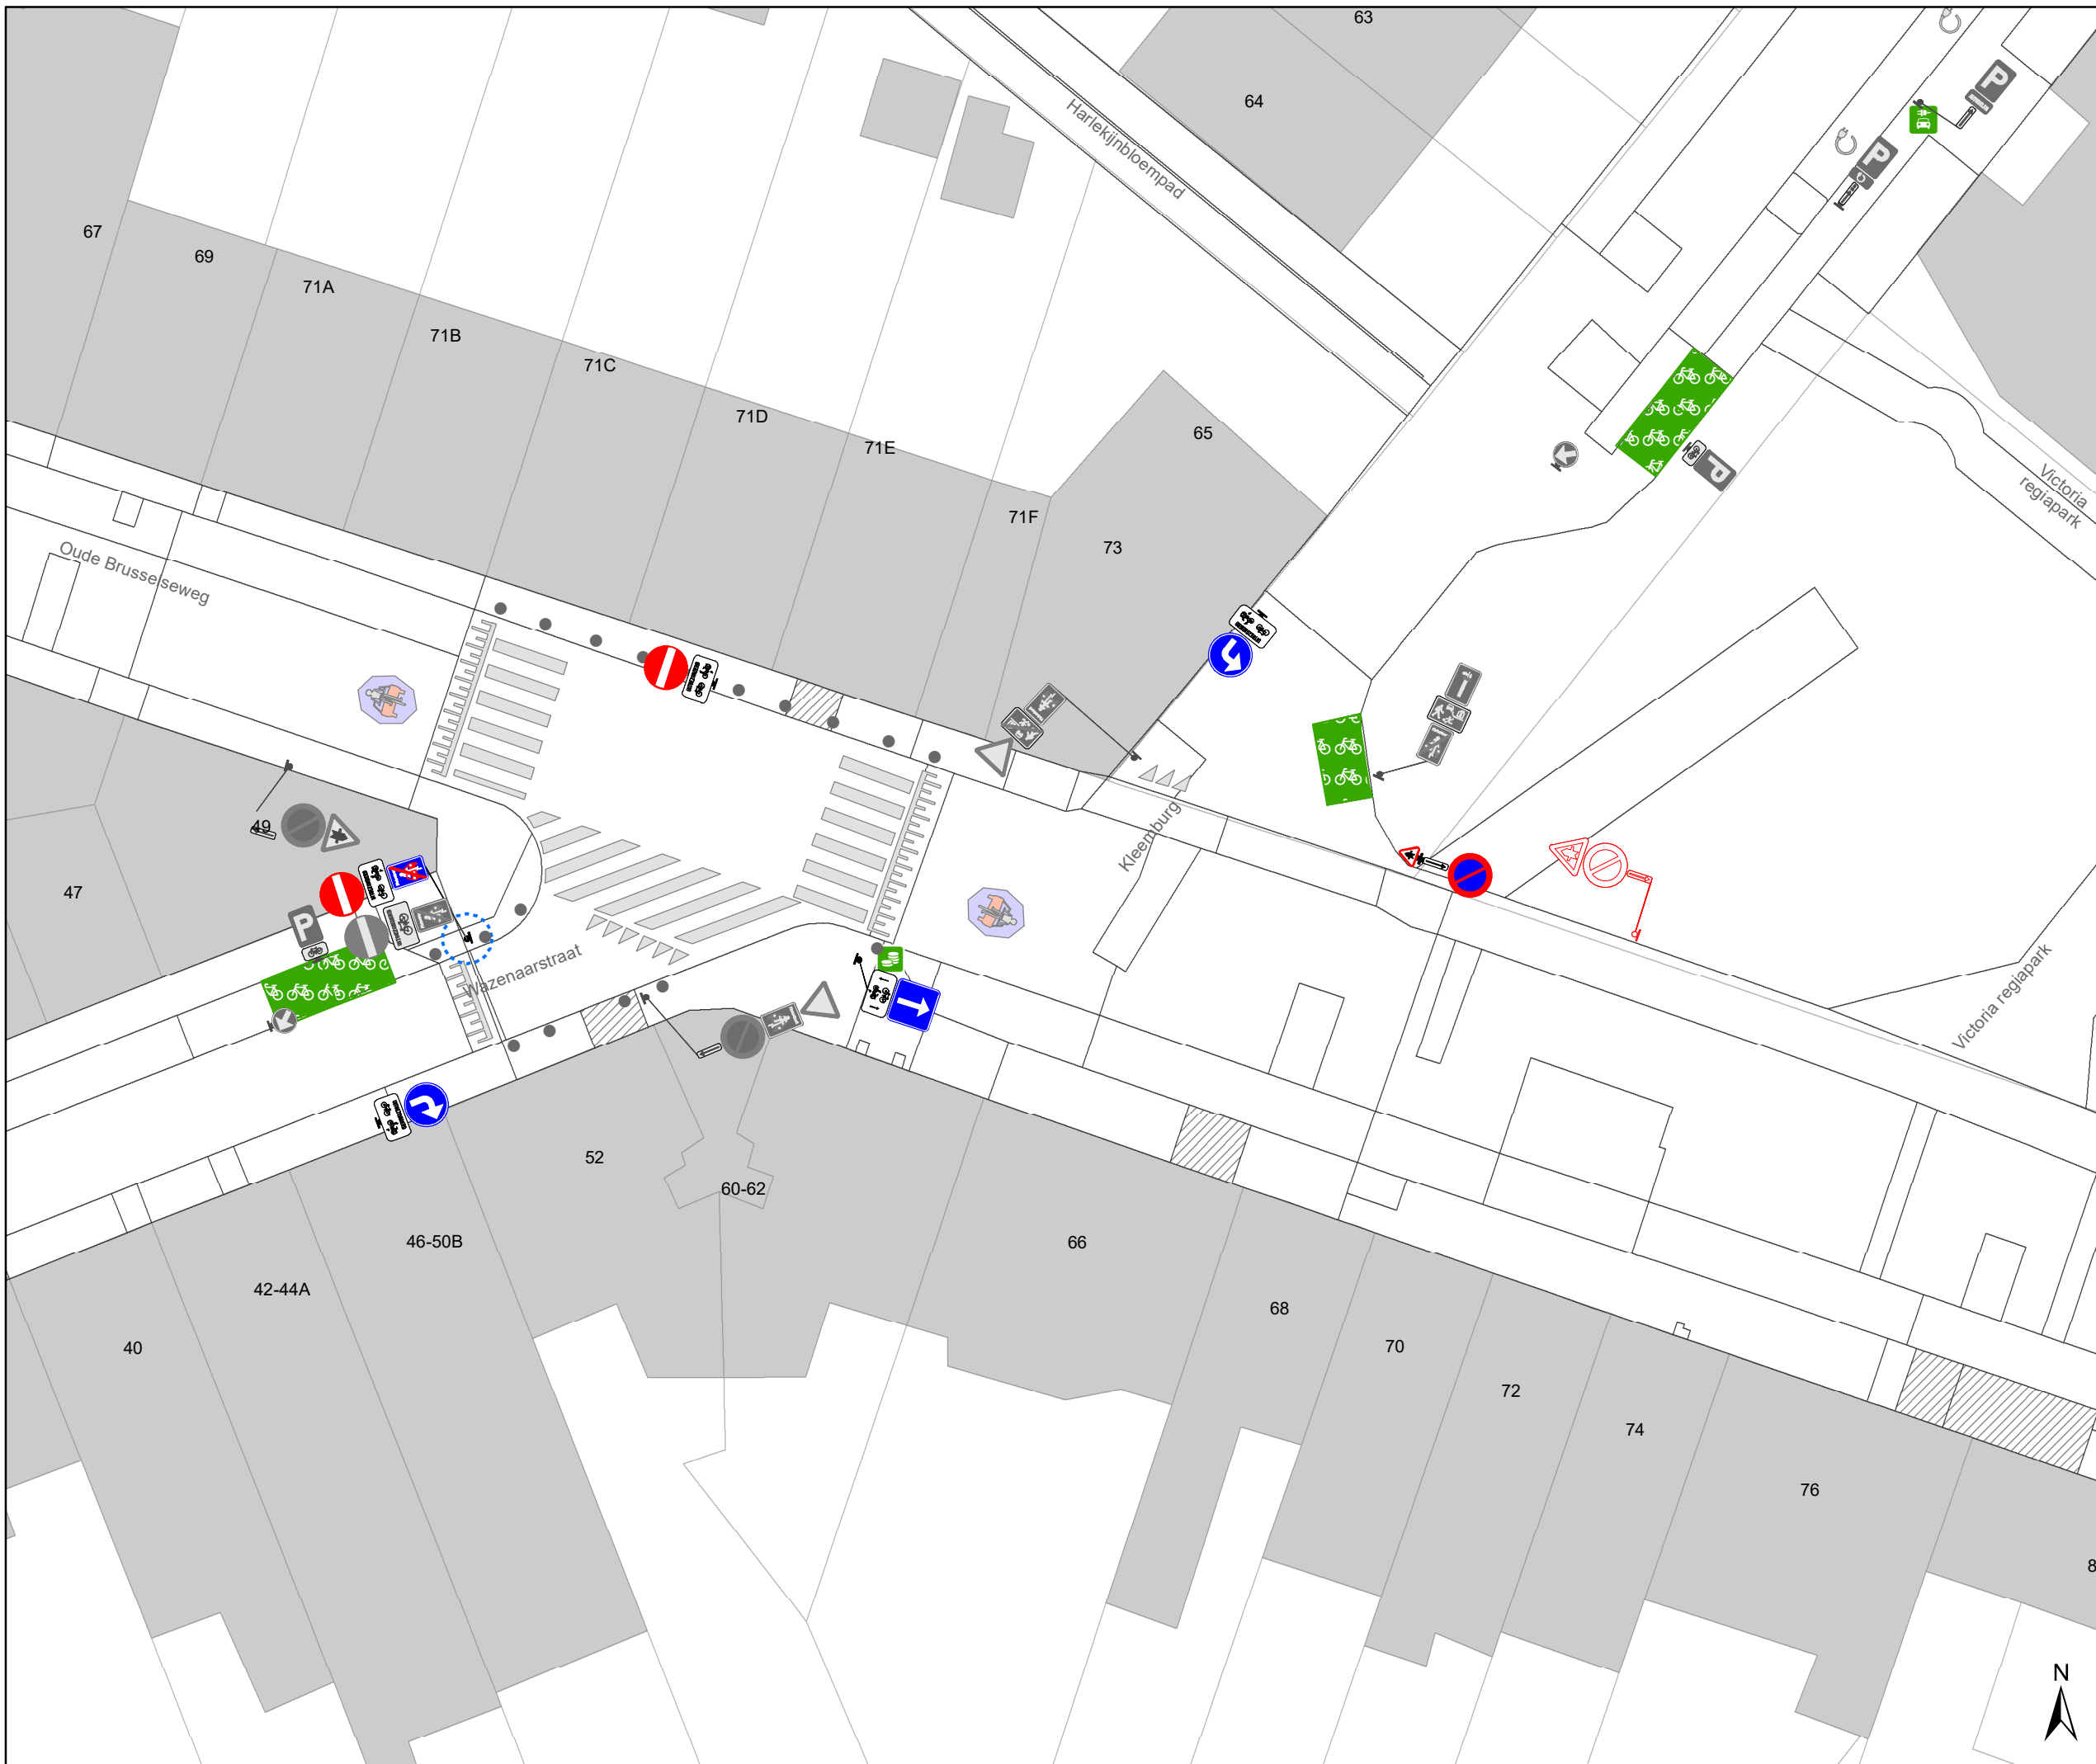 63
64
Harlekijnbloempad
P
P
67
69
71A
71B
71C
71D
71E
71F
65
73
Victoria
regiapark
P
Oude Brusselseweg
49
47
P
Kleemburg
Wazenaarstraat
Victoria regiapark
52
60-62
46-50B
42-44A
40
66
68
70
72
74
76
8
N